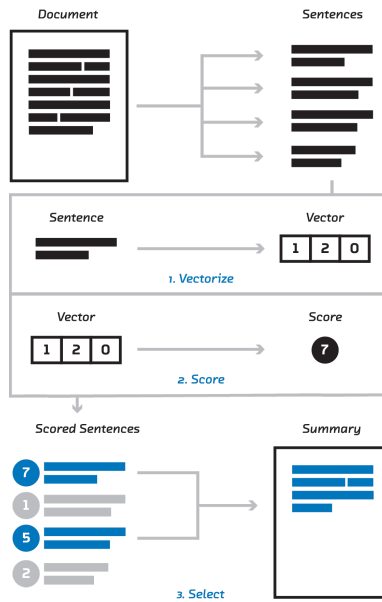 Document Sentences
Sentence Vector
1 2 0
1. Vectorize
Vector Score
1 2 0 7
2. Score
Scored Sentences Summary
7
1
5
2
3. Select